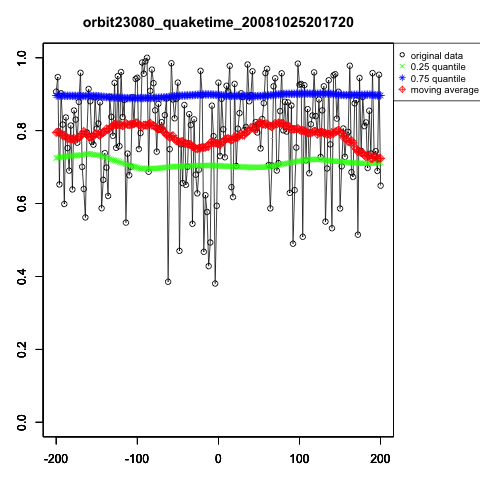 orbit23080_quaketime_20081025201720
original data
0.25 quantile
0.75 quantile
moving average
1.0
0.8
0.6
0.4
0.2
0.0
-200 -100 0 100 200